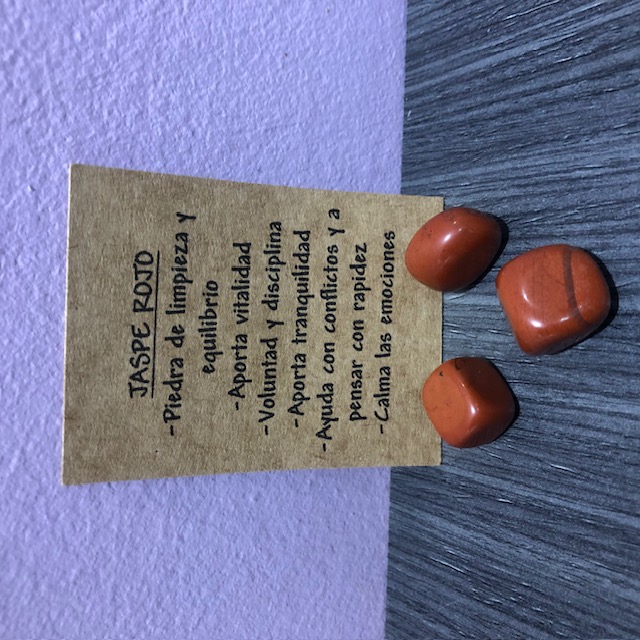 JASPE ROJO
-Piedra de limpieza y
equilibrio
-Aporta vitalidad
-Voluntad y disciplina
-Aporta tranquilidad
-Ayuda con conflictos y a
pensar con rapidez
-Calma las emociones